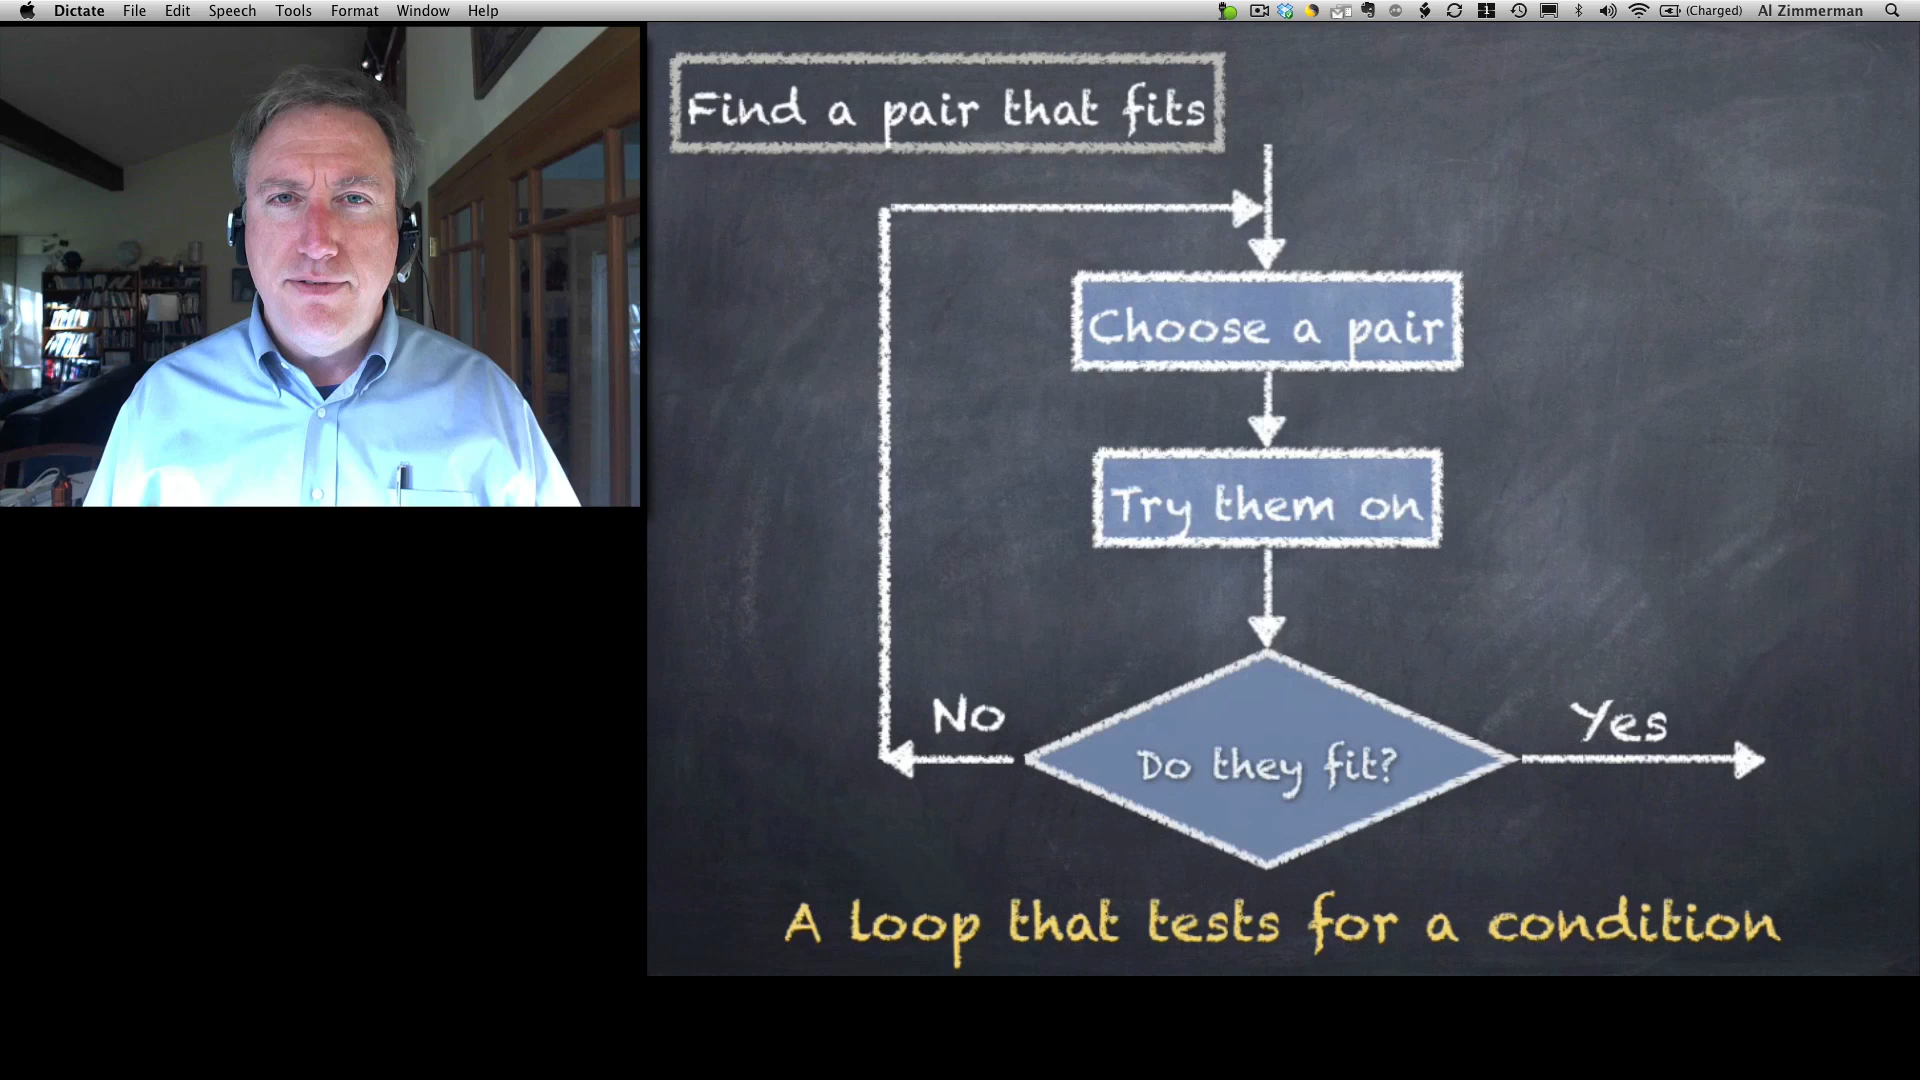 Dictate File Edit Speech Tools Format Window Help (Charged) Al Zimmerman
Find a pair that fits
Choose a pair
Try them on
No
Yes
Do they fit?
A loop that tests for a condition